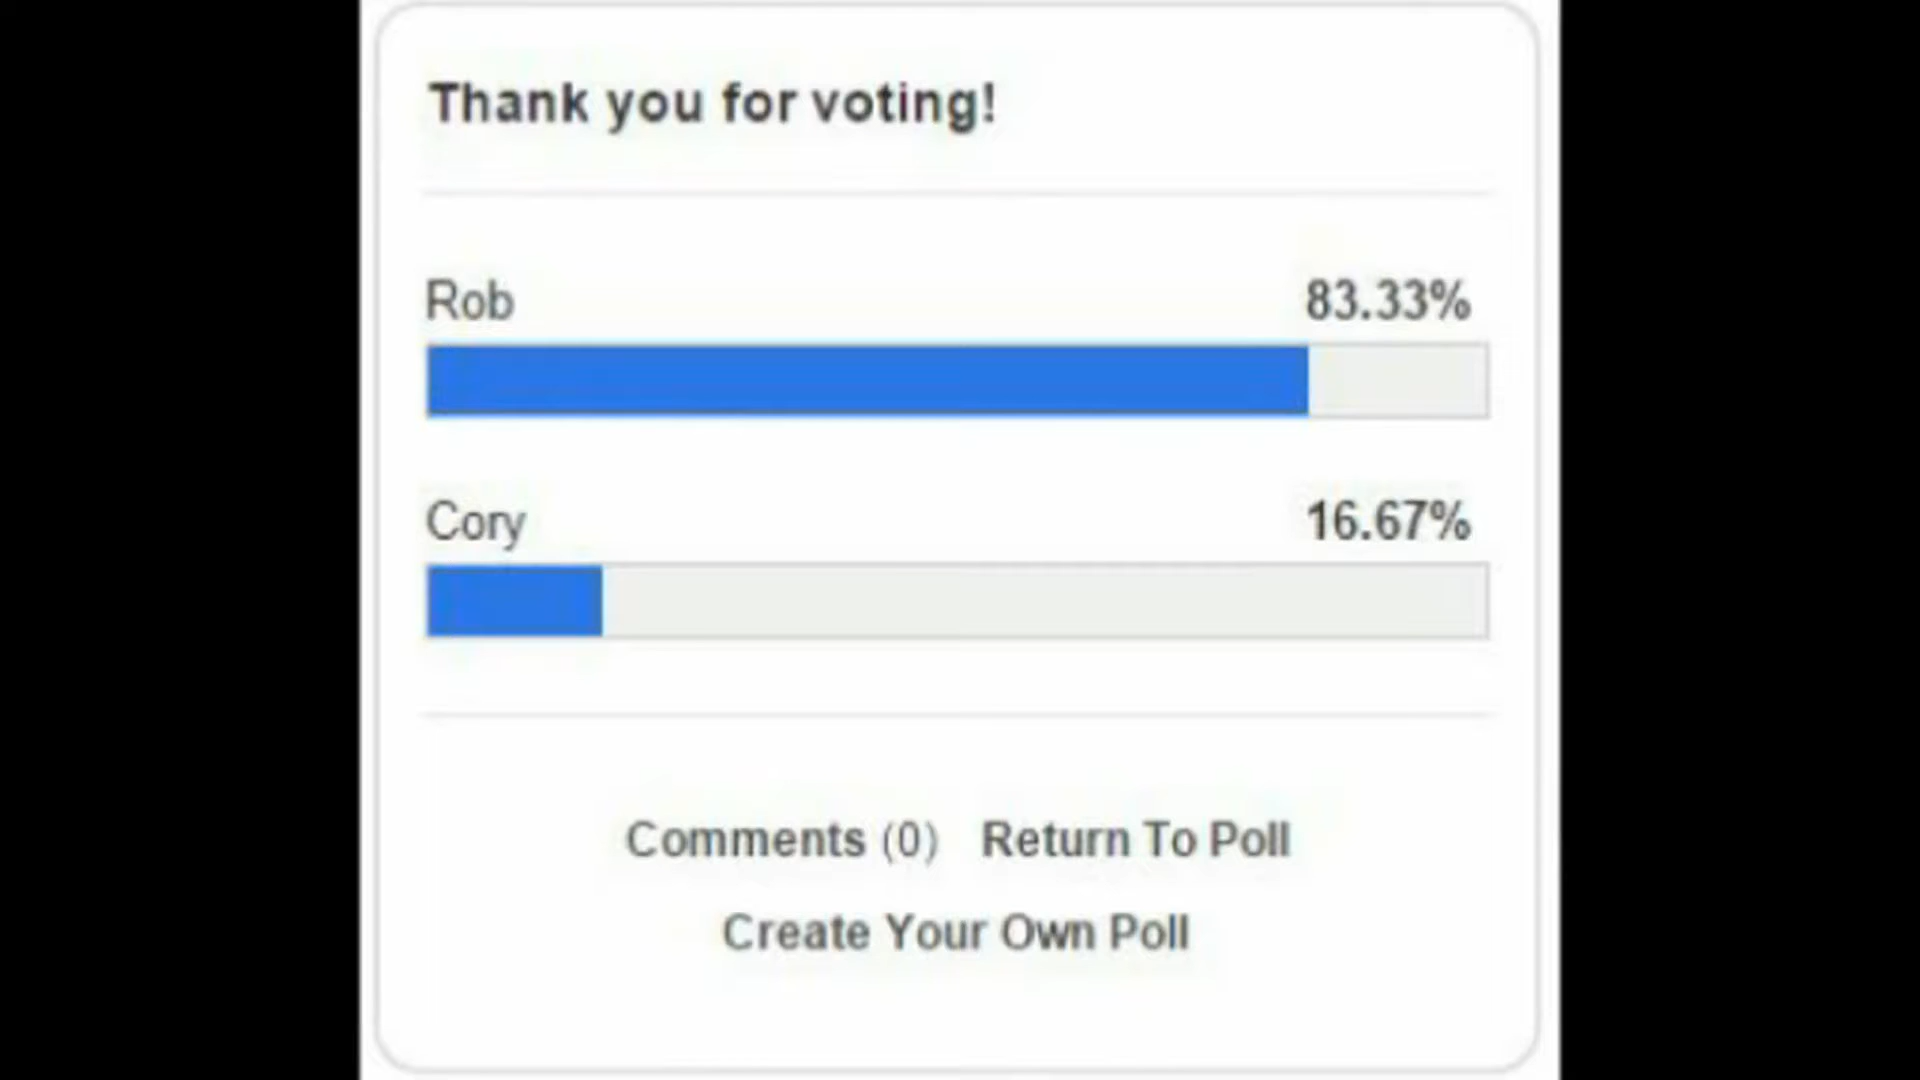 Thank you for voting!
Rob 83.33%
Cory 16.67%
Comments (0) Return To Poll
Create Your Own Poll